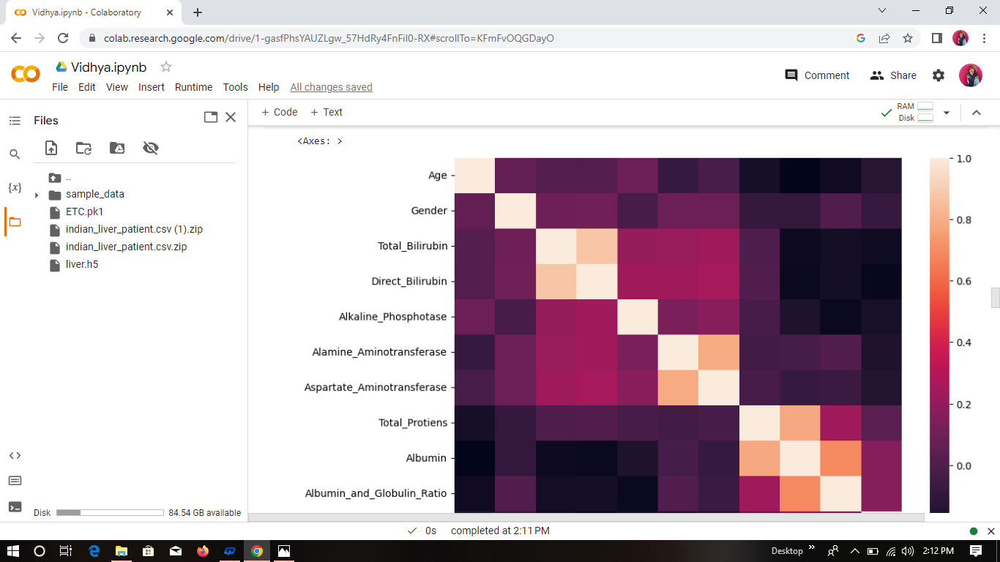 Vidhya.ipynb - Colaboratory
colab.research.google.com/drive/1-gasfPhsYAUZLgw_57HdRy4FnFil0-RX#scrollTo=KFmFvOQGDayO
Vidhya.ipynb
File Edit View Insert Runtime Tools Help All changes saved
Comment Share
Files
+ Code + Text
RAM
Disk
..
sample_data
ETC.pk1
indian_liver_patient.csv (1).zip
indian_liver_patient.csv.zip
liver.h5
Disk 84.54 GB available
<Axes: >
Age
Gender
Total_Bilirubin
Direct_Bilirubin
Alkaline_Phosphotase
Alamine_Aminotransferase
Aspartate_Aminotransferase
Total_Protiens
Albumin
Albumin_and_Globulin_Ratio
1.0
0.8
0.6
0.4
0.2
0.0
0s completed at 2:11 PM
Desktop
2:12 PM